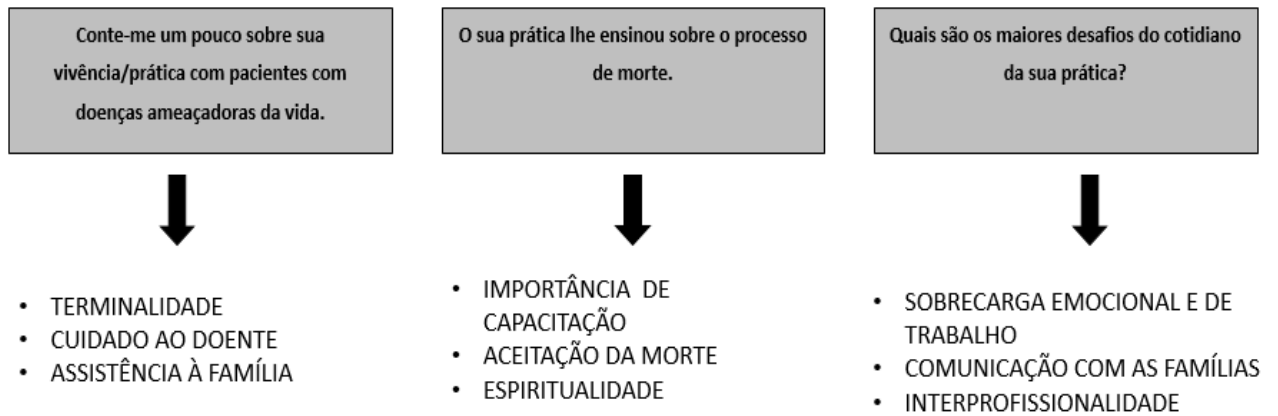 Conte-me um pouco sobre sua
vivência/prática com pacientes com
doenças ameaçadoras da vida.
O sua prática lhe ensinou sobre o processo
de morte.
Quais são os maiores desafios do cotidiano
da sua prática?
• TERMINALIDADE
• CUIDADO AO DOENTE
• ASSISTÊNCIA À FAMÍLIA
• IMPORTÂNCIA DE
CAPACITAÇÃO
• ACEITAÇÃO DA MORTE
• ESPIRITUALIDADE
• SOBRECARGA EMOCIONAL E DE
TRABALHO
• COMUNICAÇÃO COM AS FAMÍLIAS
• INTERPROFISSIONALIDADE